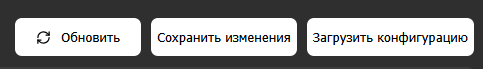 Обновить
Сохранить изменения
Загрузить конфигурацию